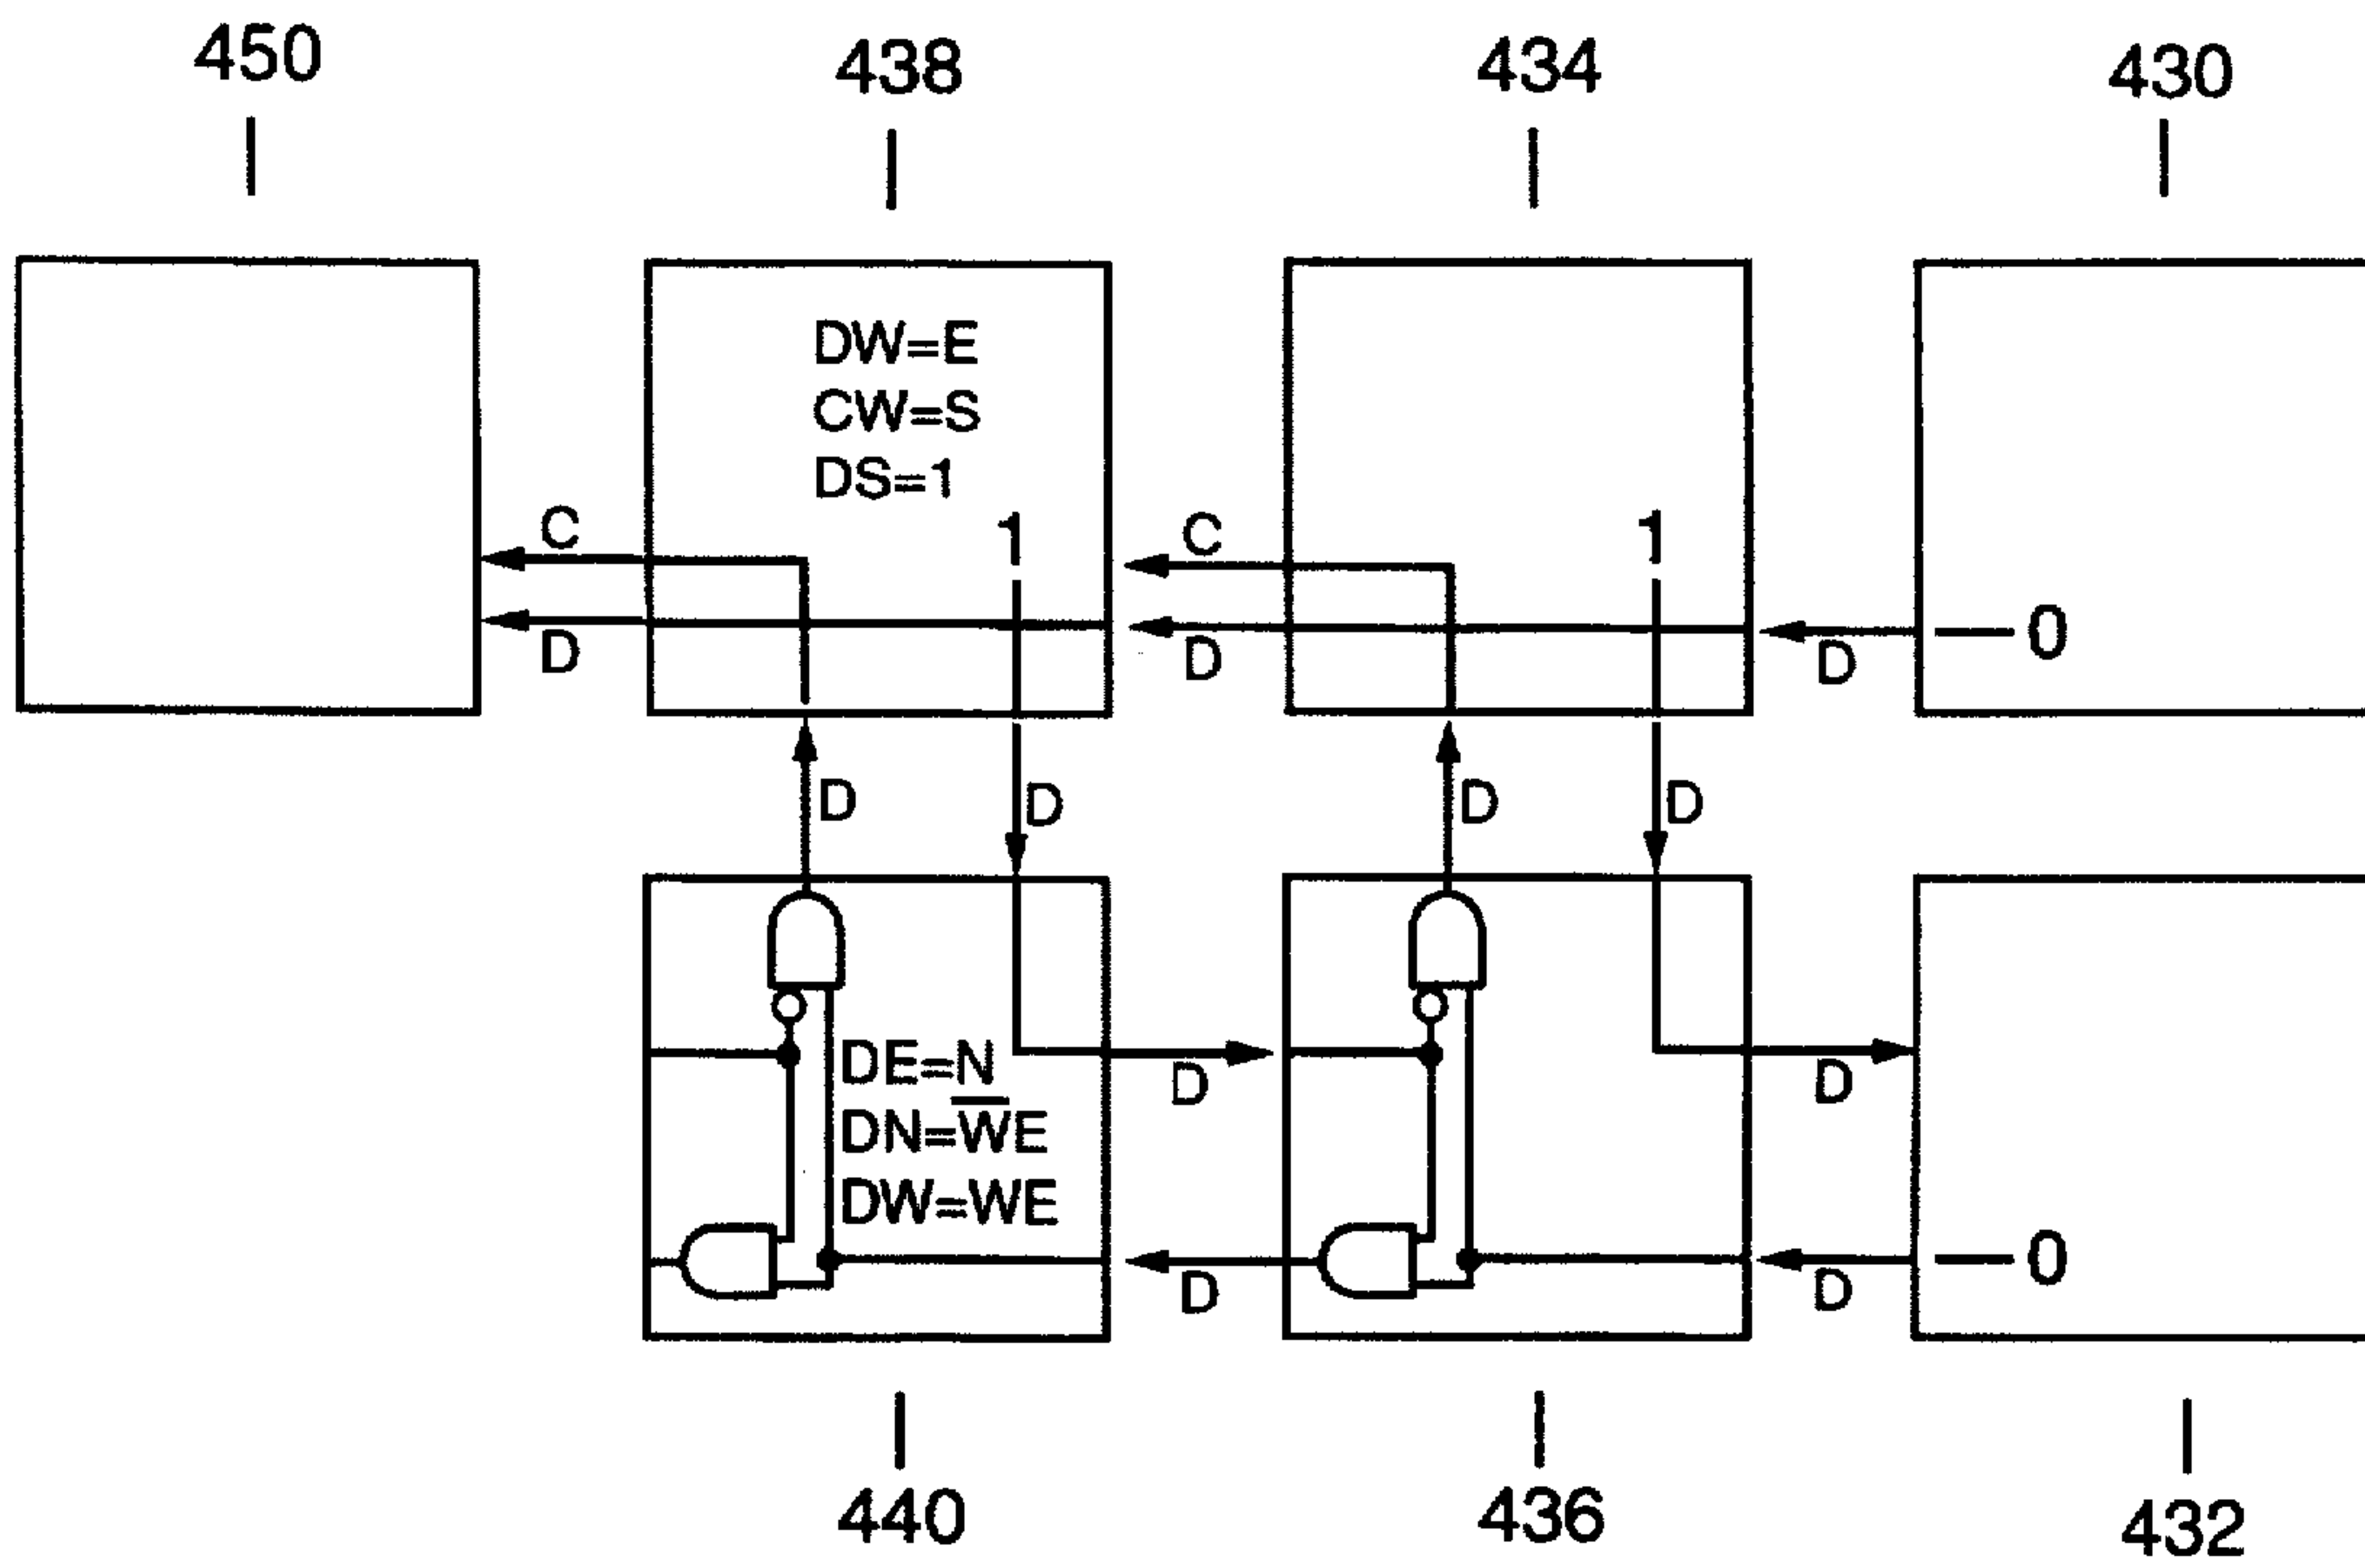 450 438 434 430
DW=E
CW=S
DS=1
C 1 C 1
D D D 0
D D D D
DE=N
D D
DN=W̅E
DW=WE
D D 0
440 436 432